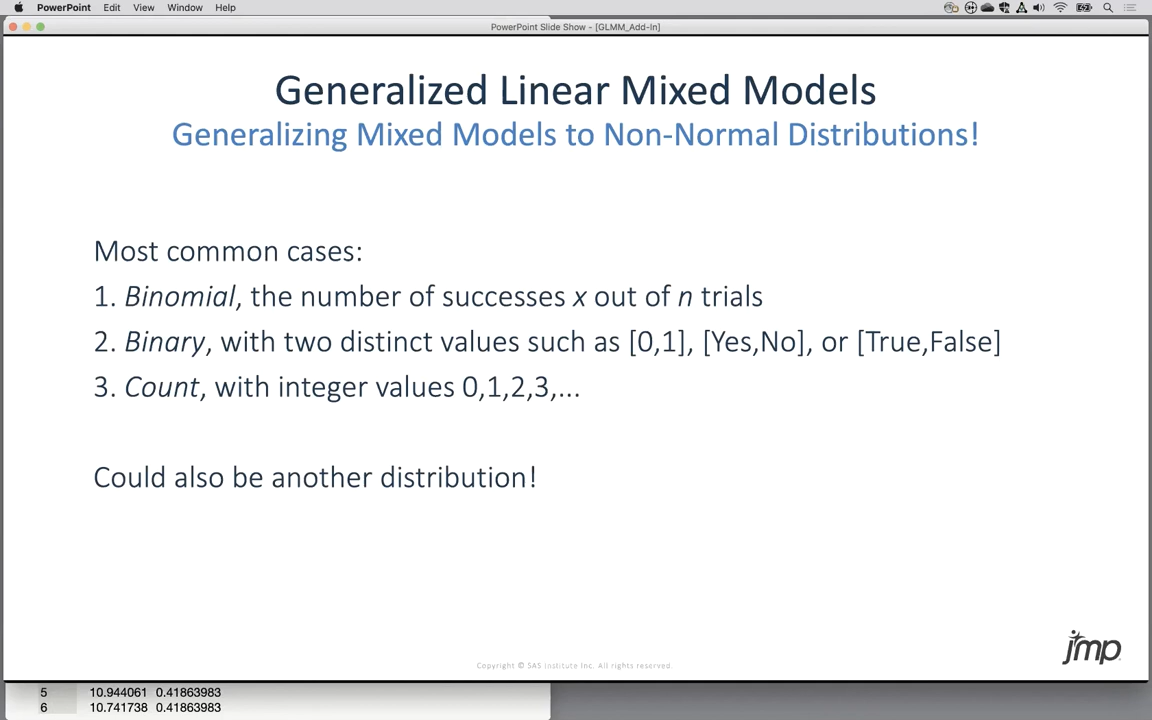 PowerPoint Edit View Window Help
PowerPoint Slide Show - [GLMM_Add-In]
Generalized Linear Mixed Models
Generalizing Mixed Models to Non-Normal Distributions!
Most common cases:
1. Binomial, the number of successes x out of n trials
2. Binary, with two distinct values such as [0,1], [Yes,No], or [True,False]
3. Count, with integer values 0,1,2,3,...
Could also be another distribution!
jmp
Copyright © SAS Institute Inc. All rights reserved.
5 10.944061 0.41863983
6 10.741738 0.41863983